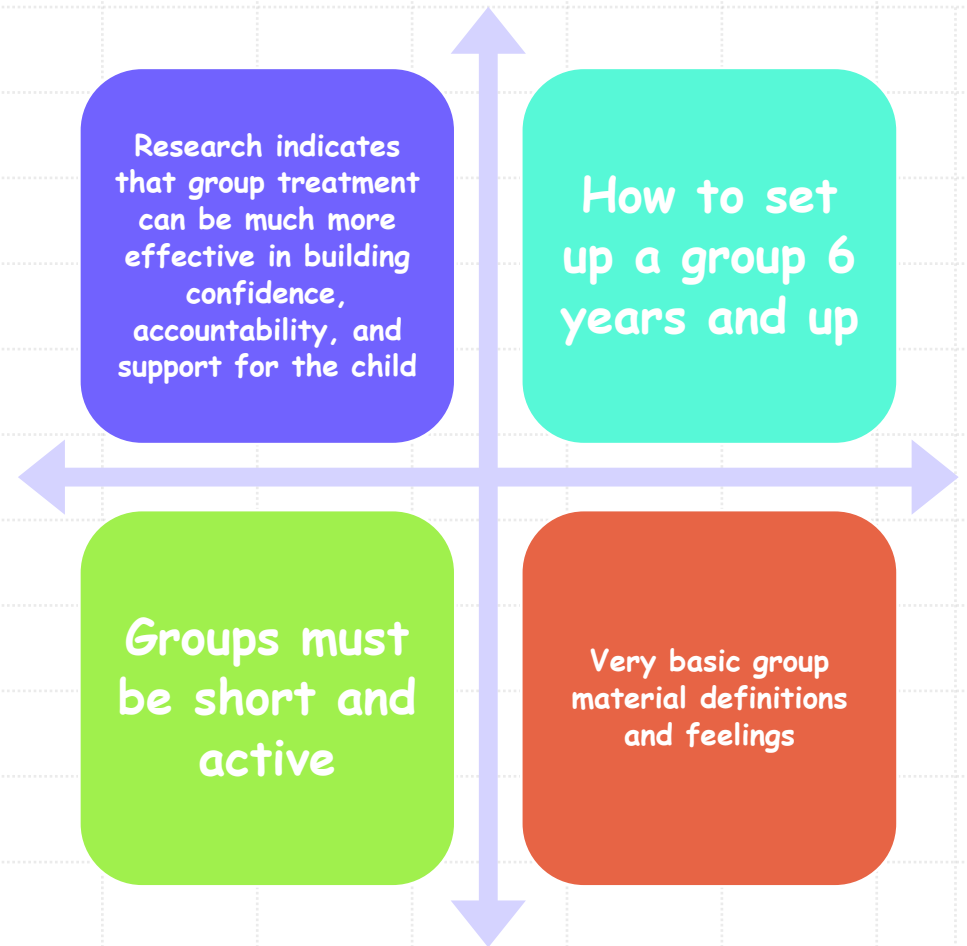 Research indicates
that group treatment
can be much more
effective in building
confidence,
accountability, and
support for the child
How to set
up a group 6
years and up
Groups must
be short and
active
Very basic group
material definitions
and feelings